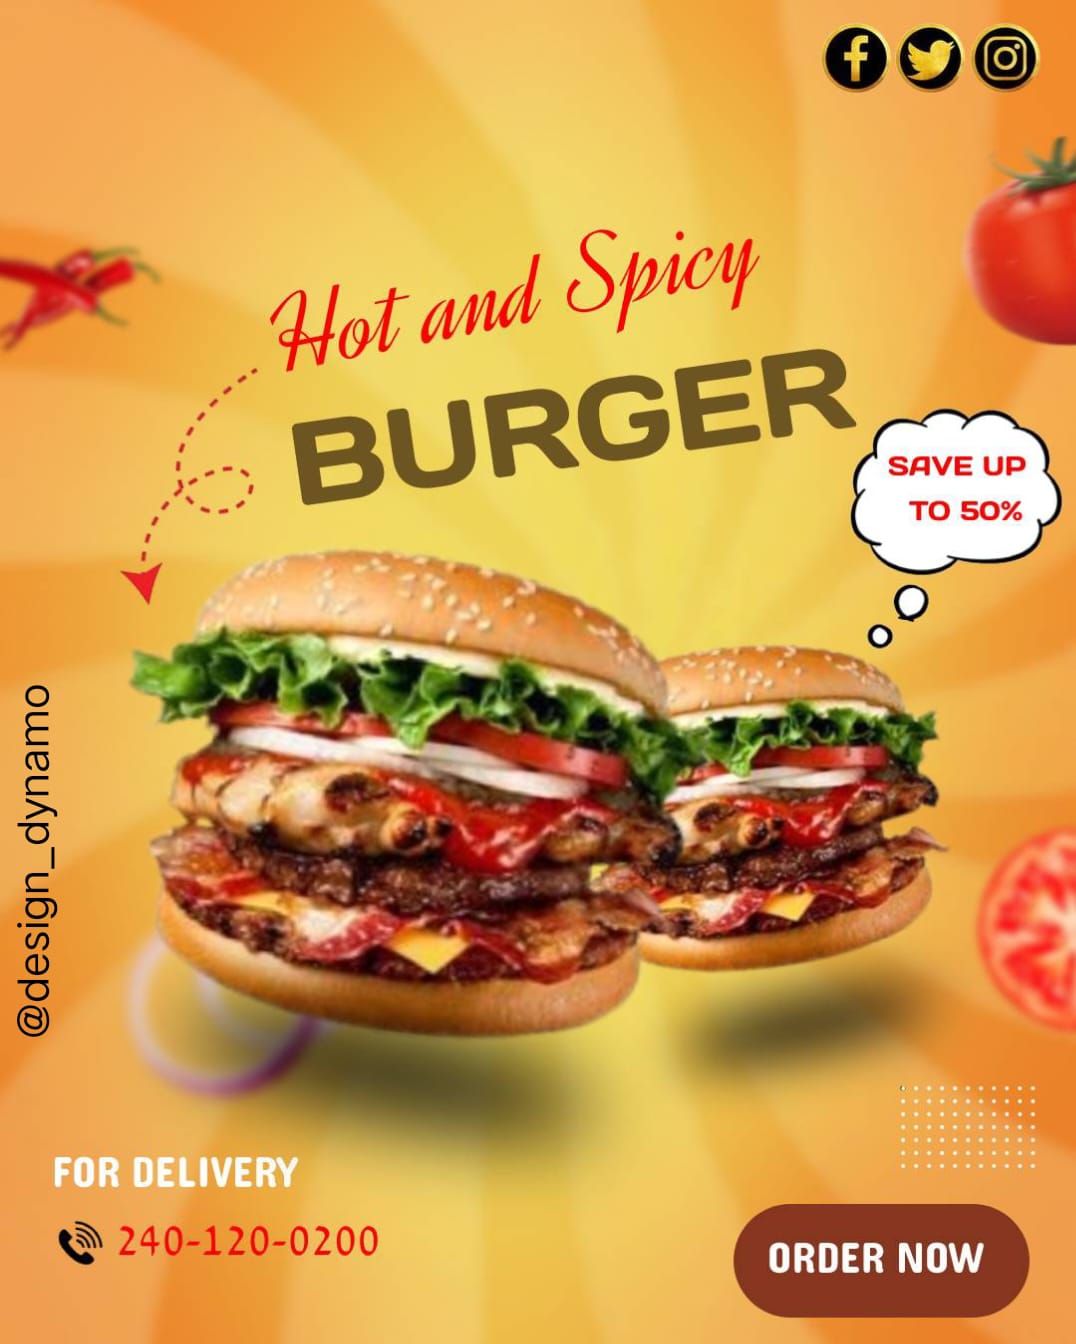 Hot and Spicy
BURGER
SAVE UP
TO 50%
@design_dynamo
FOR DELIVERY
240-120-0200
ORDER NOW